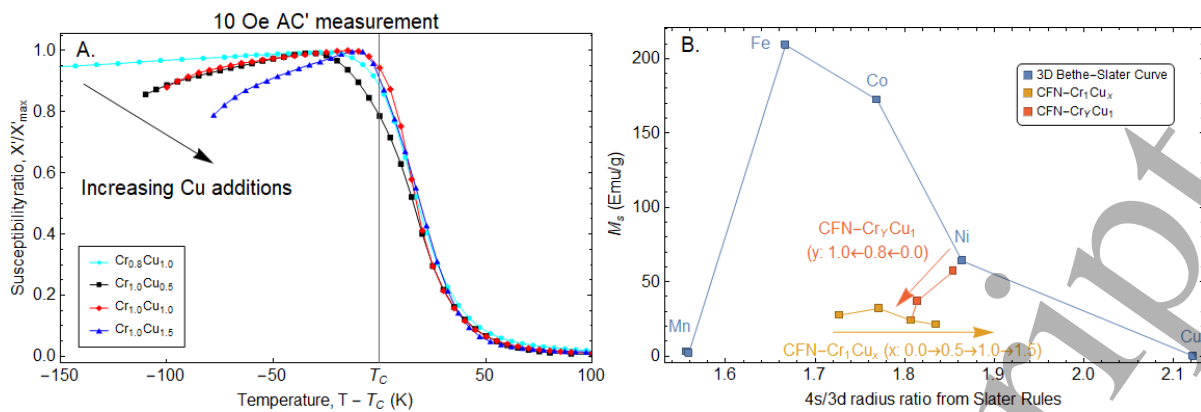 10 Oe AC' measurement
A.
Susceptibility ratio, X'/X'max
1.0
0.8
0.6
0.4
0.2
0.0
Increasing Cu additions
Cr0.8Cu1.0
Cr1.0Cu0.5
Cr1.0Cu1.0
Cr1.0Cu1.5
−150
−100
−50
TC
50
100
Temperature, T − TC (K)
B.
Ms (Emu/g)
200
150
100
50
0
Fe
Co
Ni
Mn
Cu
3D Bethe−Slater Curve
CFN−Cr1Cux
CFN−CrYCu1
CFN−CrYCu1
(y: 1.0←0.8←0.0)
CFN−Cr1Cux (x: 0.0→0.5→1.0→1.5)
1.6
1.7
1.8
1.9
2.0
2.1
4s/3d radius ratio from Slater Rules